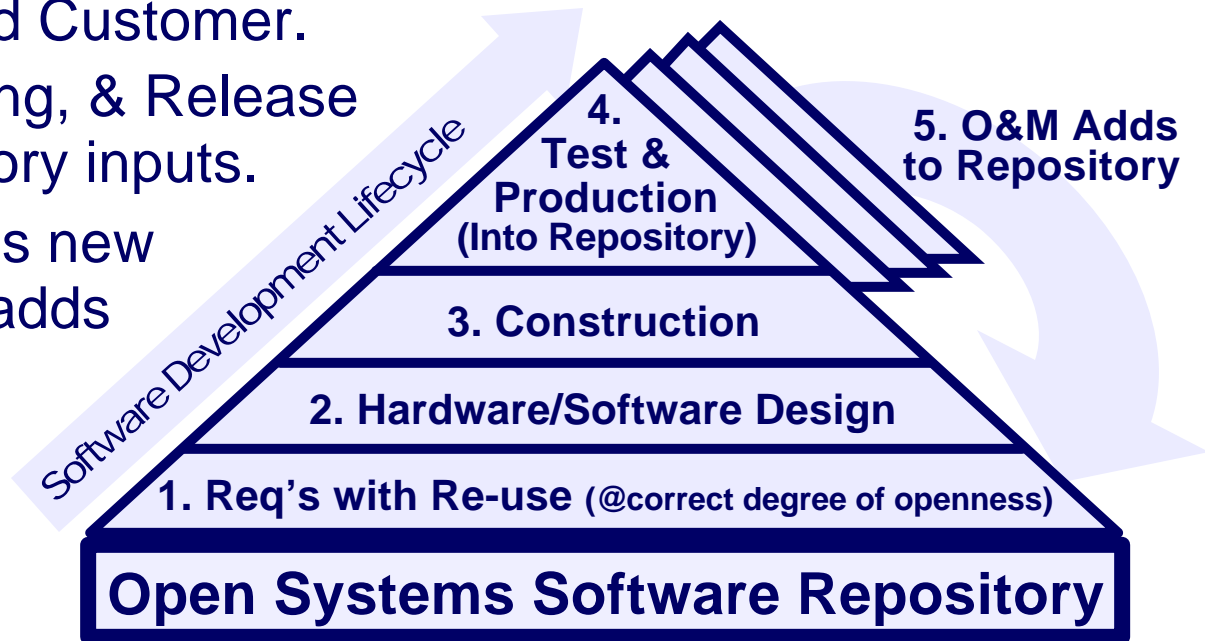 d Customer.
ng, & Release
ory inputs.
s new
adds
Software Development Lifecycle
4.
Test &
Production
(Into Repository)
5. O&M Adds
to Repository
3. Construction
2. Hardware/Software Design
1. Req's with Re-use (@correct degree of openness)
Open Systems Software Repository